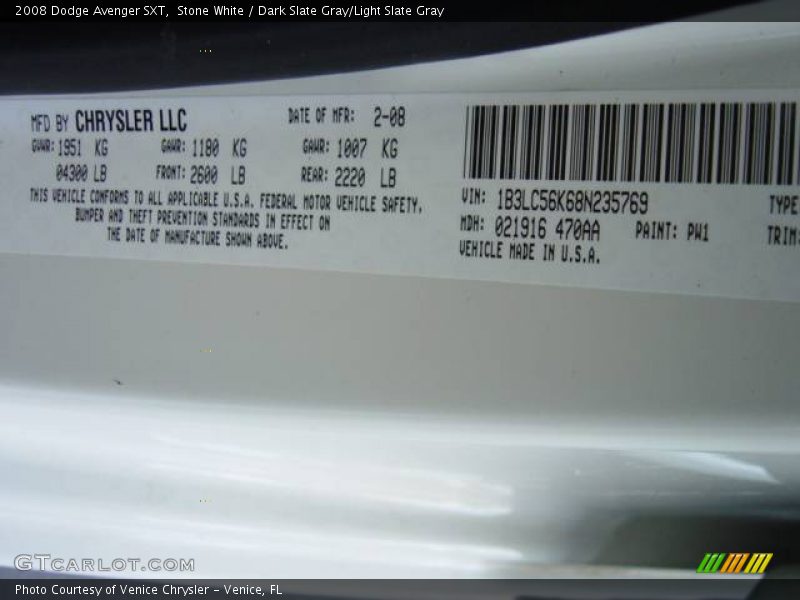 2008 Dodge Avenger SXT,  Stone White / Dark Slate Gray/Light Slate Gray
MFD BY CHRYSLER LLC DATE OF MFR: 2-08
GVWR: 1951 KG GAWR: 1180 KG GAWR: 1007 KG
04300 LB FRONT: 2600 LB REAR: 2220 LB
THIS VEHICLE CONFORMS TO ALL APPLICABLE U.S.A. FEDERAL MOTOR VEHICLE SAFETY,
BUMPER AND THEFT PREVENTION STANDARDS IN EFFECT ON
THE DATE OF MANUFACTURE SHOWN ABOVE.
VIN: 1B3LC56K68N235769 TYPE
MDH: 021916 470AA PAINT: PW1 TRIM:
VEHICLE MADE IN U.S.A.
GTCARLOT.COM
Photo Courtesy of Venice Chrysler - Venice, FL